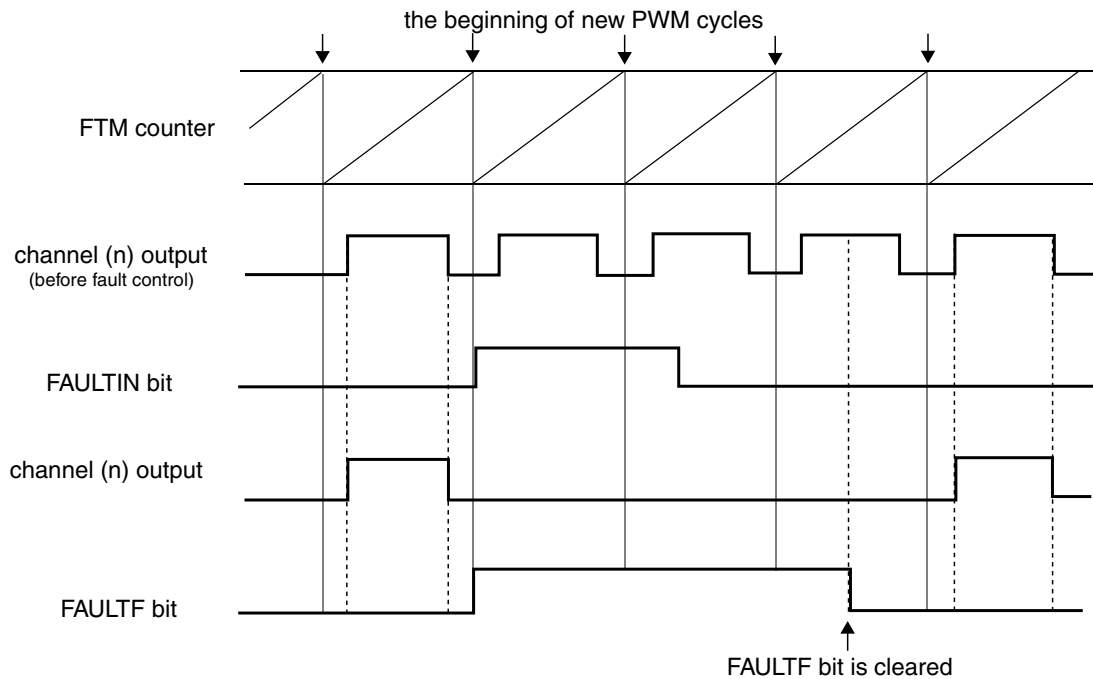 the beginning of new PWM cycles
FTM counter
channel (n) output
(before fault control)
FAULTIN bit
channel (n) output
FAULTF bit
FAULTF bit is cleared